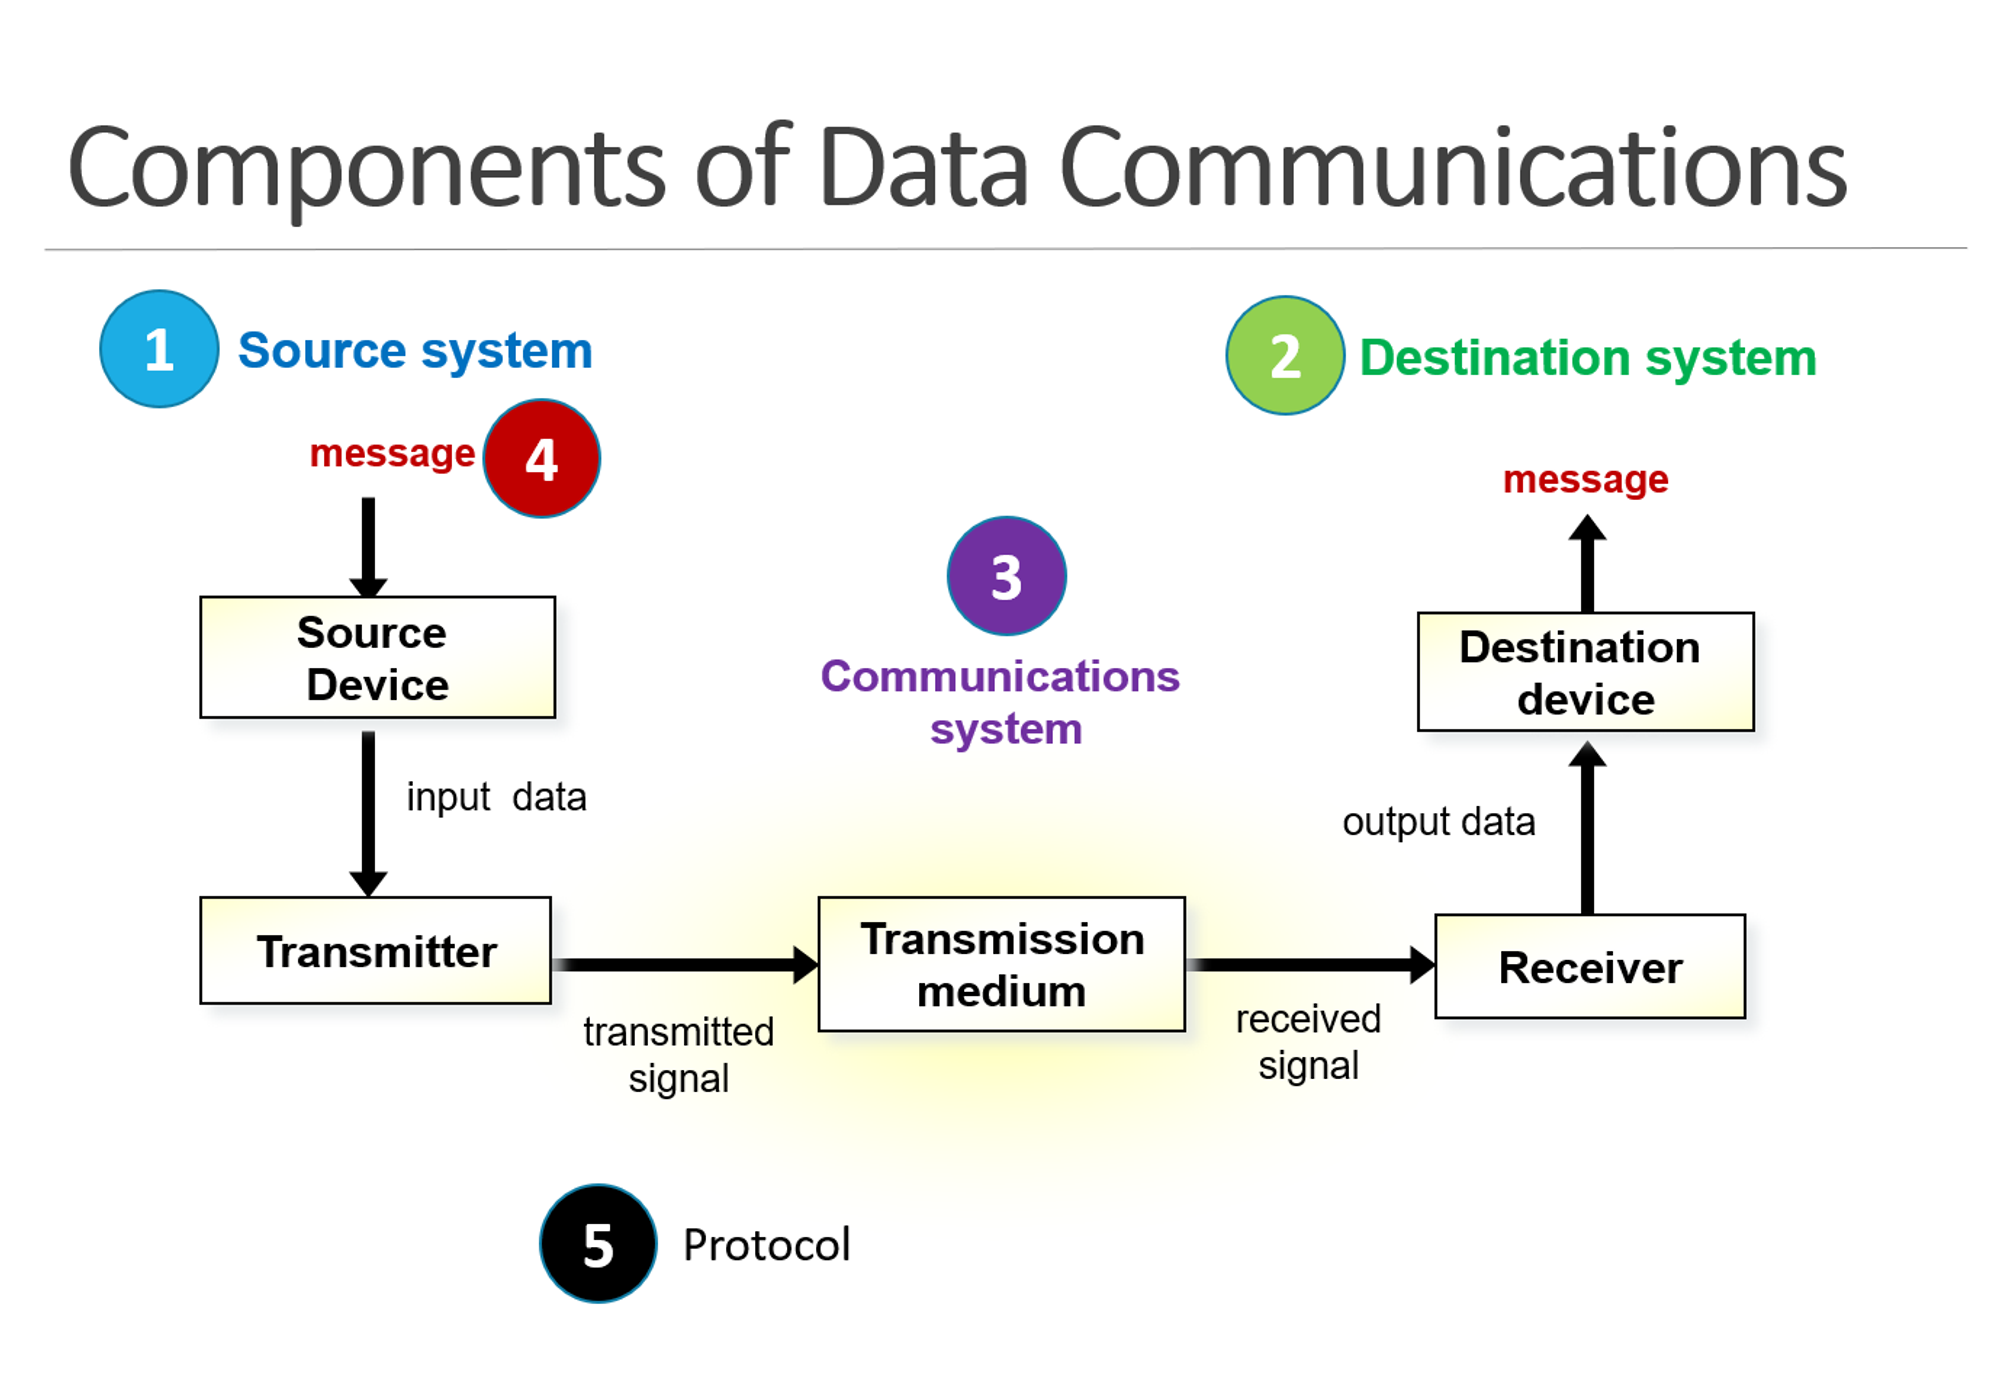 Components of Data Communications
1 Source system
2 Destination system
message 4
message
3
Communications
system
Source
Device
Destination
device
input data
output data
Transmitter
Transmission
medium
Receiver
transmitted
signal
received
signal
5 Protocol